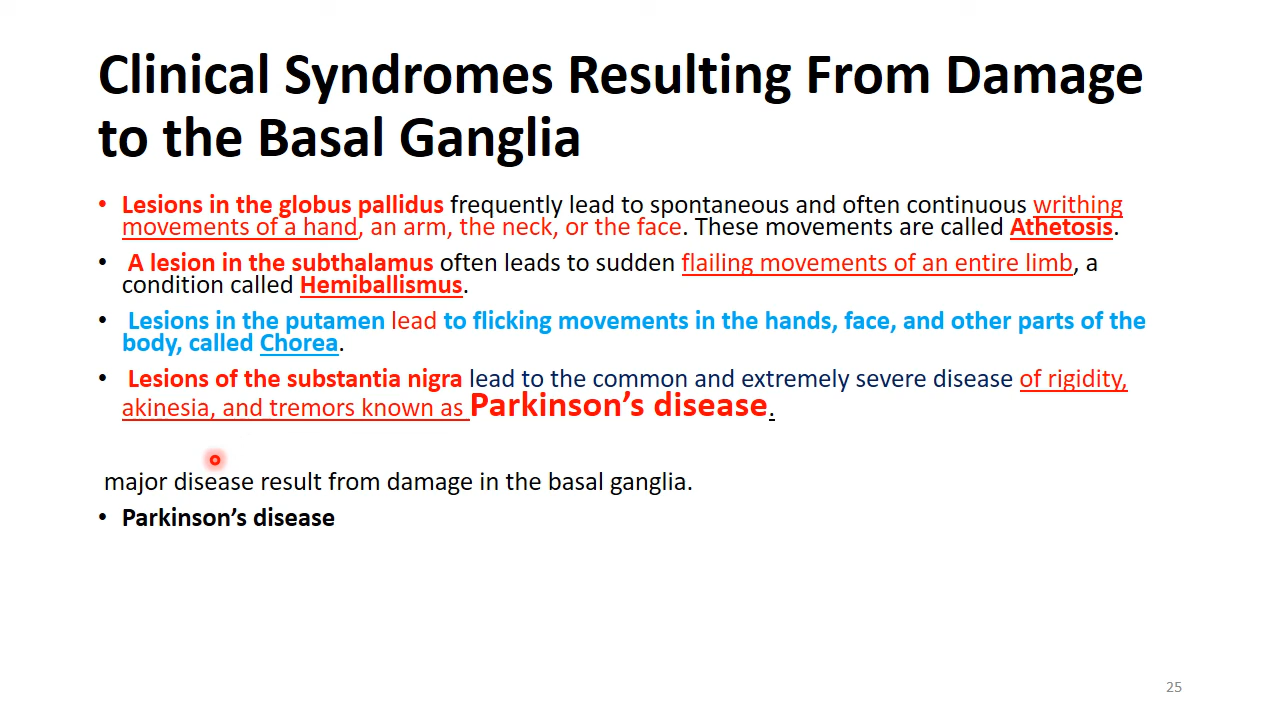 Clinical Syndromes Resulting From Damage
to the Basal Ganglia
• Lesions in the globus pallidus frequently lead to spontaneous and often continuous writhing
movements of a hand, an arm, the neck, or the face. These movements are called Athetosis.
• A lesion in the subthalamus often leads to sudden flailing movements of an entire limb, a
condition called Hemiballismus.
• Lesions in the putamen lead to flicking movements in the hands, face, and other parts of the
body, called Chorea.
• Lesions of the substantia nigra lead to the common and extremely severe disease of rigidity,
akinesia, and tremors known as Parkinson’s disease.
major disease result from damage in the basal ganglia.
• Parkinson’s disease
25